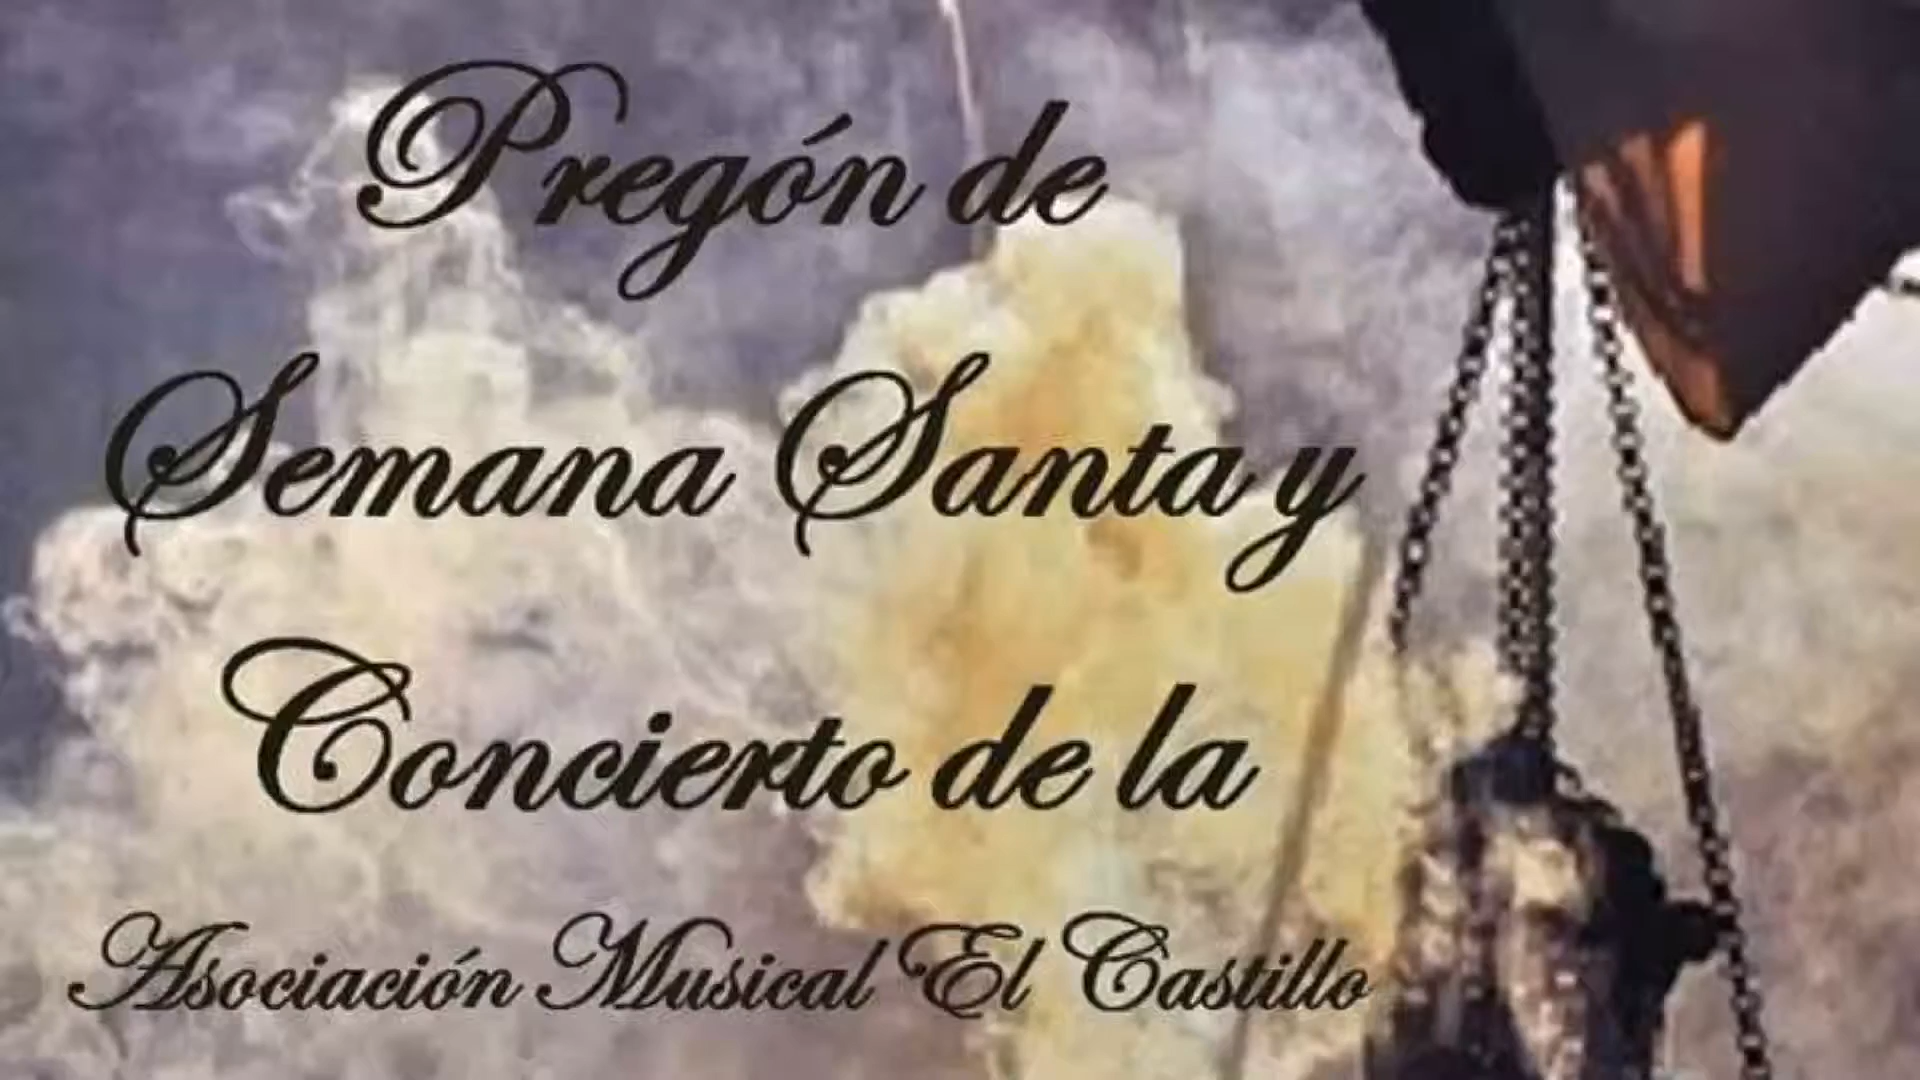 Pregón de
Semana Santa y
Concierto de la
Asociación Musical El Castillo